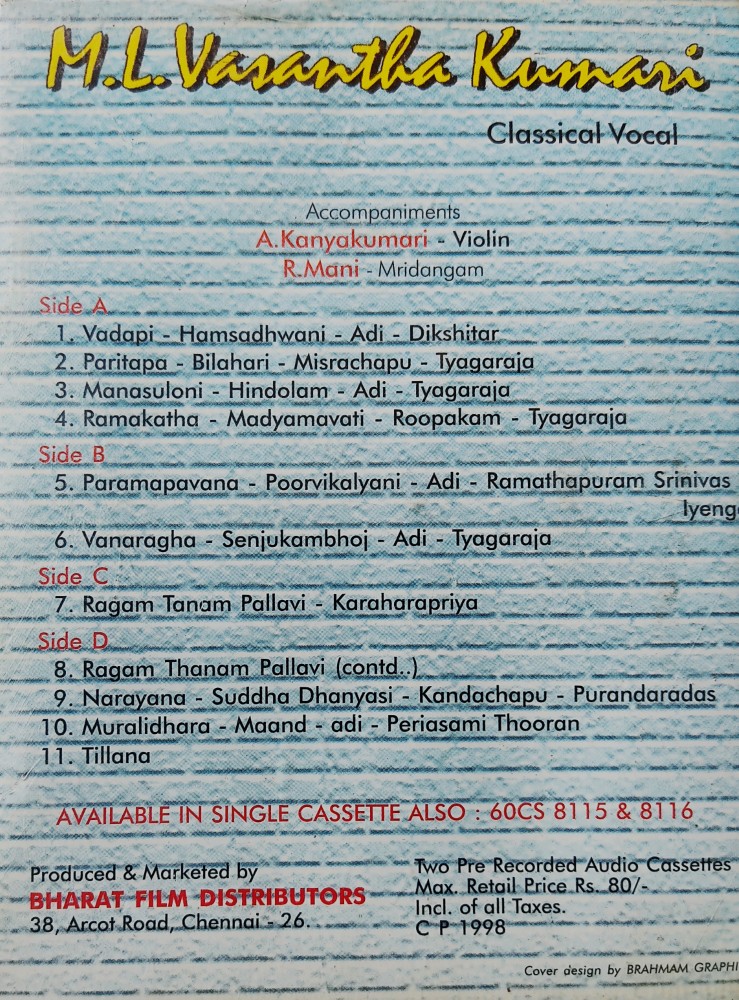 M.L.Vasantha Kumari
Classical Vocal
Accompaniments
A.Kanyakumari - Violin
R.Mani - Mridangam
Side A
1. Vadapi - Hamsadhwani - Adi - Dikshitar
2. Paritapa - Bilahari - Misrachapu - Tyagaraja
3. Manasuloni - Hindolam - Adi - Tyagaraja
4. Ramakatha - Madyamavati - Roopakam - Tyagaraja
Side B
5. Paramapavana - Poorvikalyani - Adi - Ramathapuram Srinivas
Iyeng
6. Vanaragha - Senjukambhoj - Adi - Tyagaraja
Side C
7. Ragam Tanam Pallavi - Karaharapriya
Side D
8. Ragam Thanam Pallavi (contd..)
9. Narayana - Suddha Dhanyasi - Kandachapu - Purandaradas
10. Muralidhara - Maand - adi - Periasami Thooran
11. Tillana
AVAILABLE IN SINGLE CASSETTE ALSO : 60CS 8115 & 8116
Produced & Marketed by
BHARAT FILM DISTRIBUTORS
38, Arcot Road, Chennai - 26.
Two Pre Recorded Audio Cassettes
Max. Retail Price Rs. 80/-
Incl. of all Taxes.
C P 1998
Cover design by BRAHMAM GRAPHI